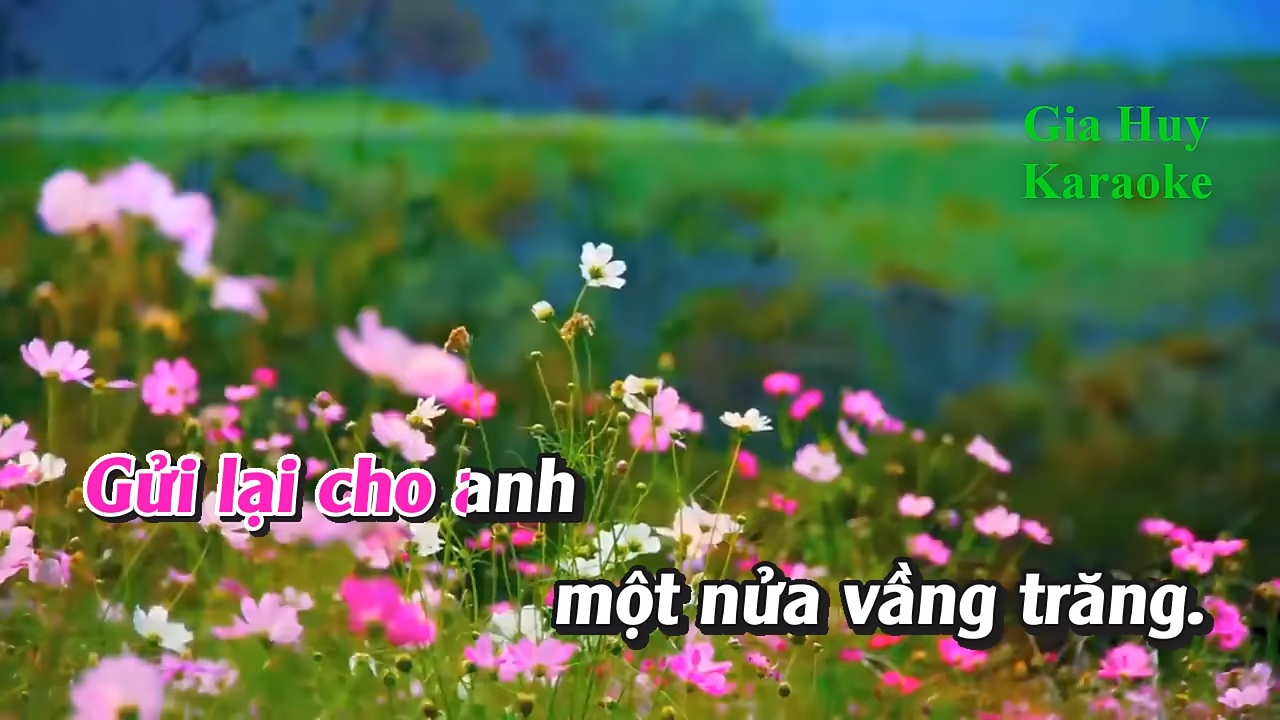 Gia Huy
Karaoke
Gửi lại cho anh
một nửa vầng trăng.